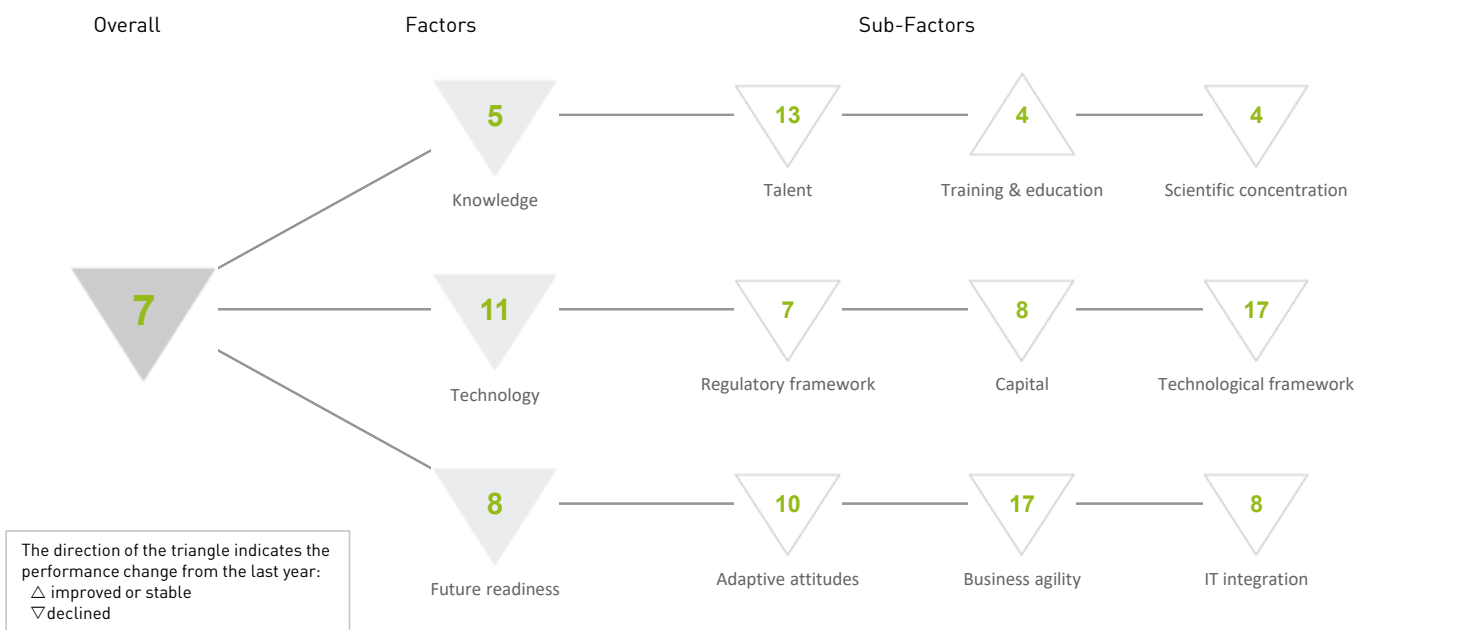 Overall
Factors
Sub-Factors
5
13
4
4
Knowledge
Talent
Training & education
Scientific concentration
7
11
7
8
17
Technology
Regulatory framework
Capital
Technological framework
8
10
17
8
Future readiness
Adaptive attitudes
Business agility
IT integration
The direction of the triangle indicates the
performance change from the last year:
△ improved or stable
▽ declined